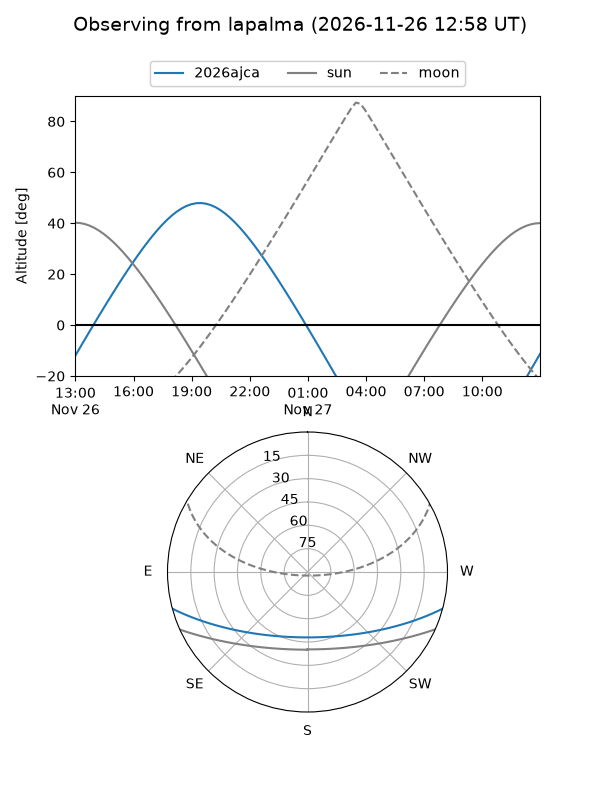 Observing from lapalma (2026-11-26 12:58 UT)
2026ajca sun moon
Altitude [deg]
80
60
40
20
0
−20
13:00 16:00 19:00 22:00 01:00 04:00 07:00 10:00
Nov 26 Nov 27
N
NE NW
15
30
45
60
75
E W
SE SW
S